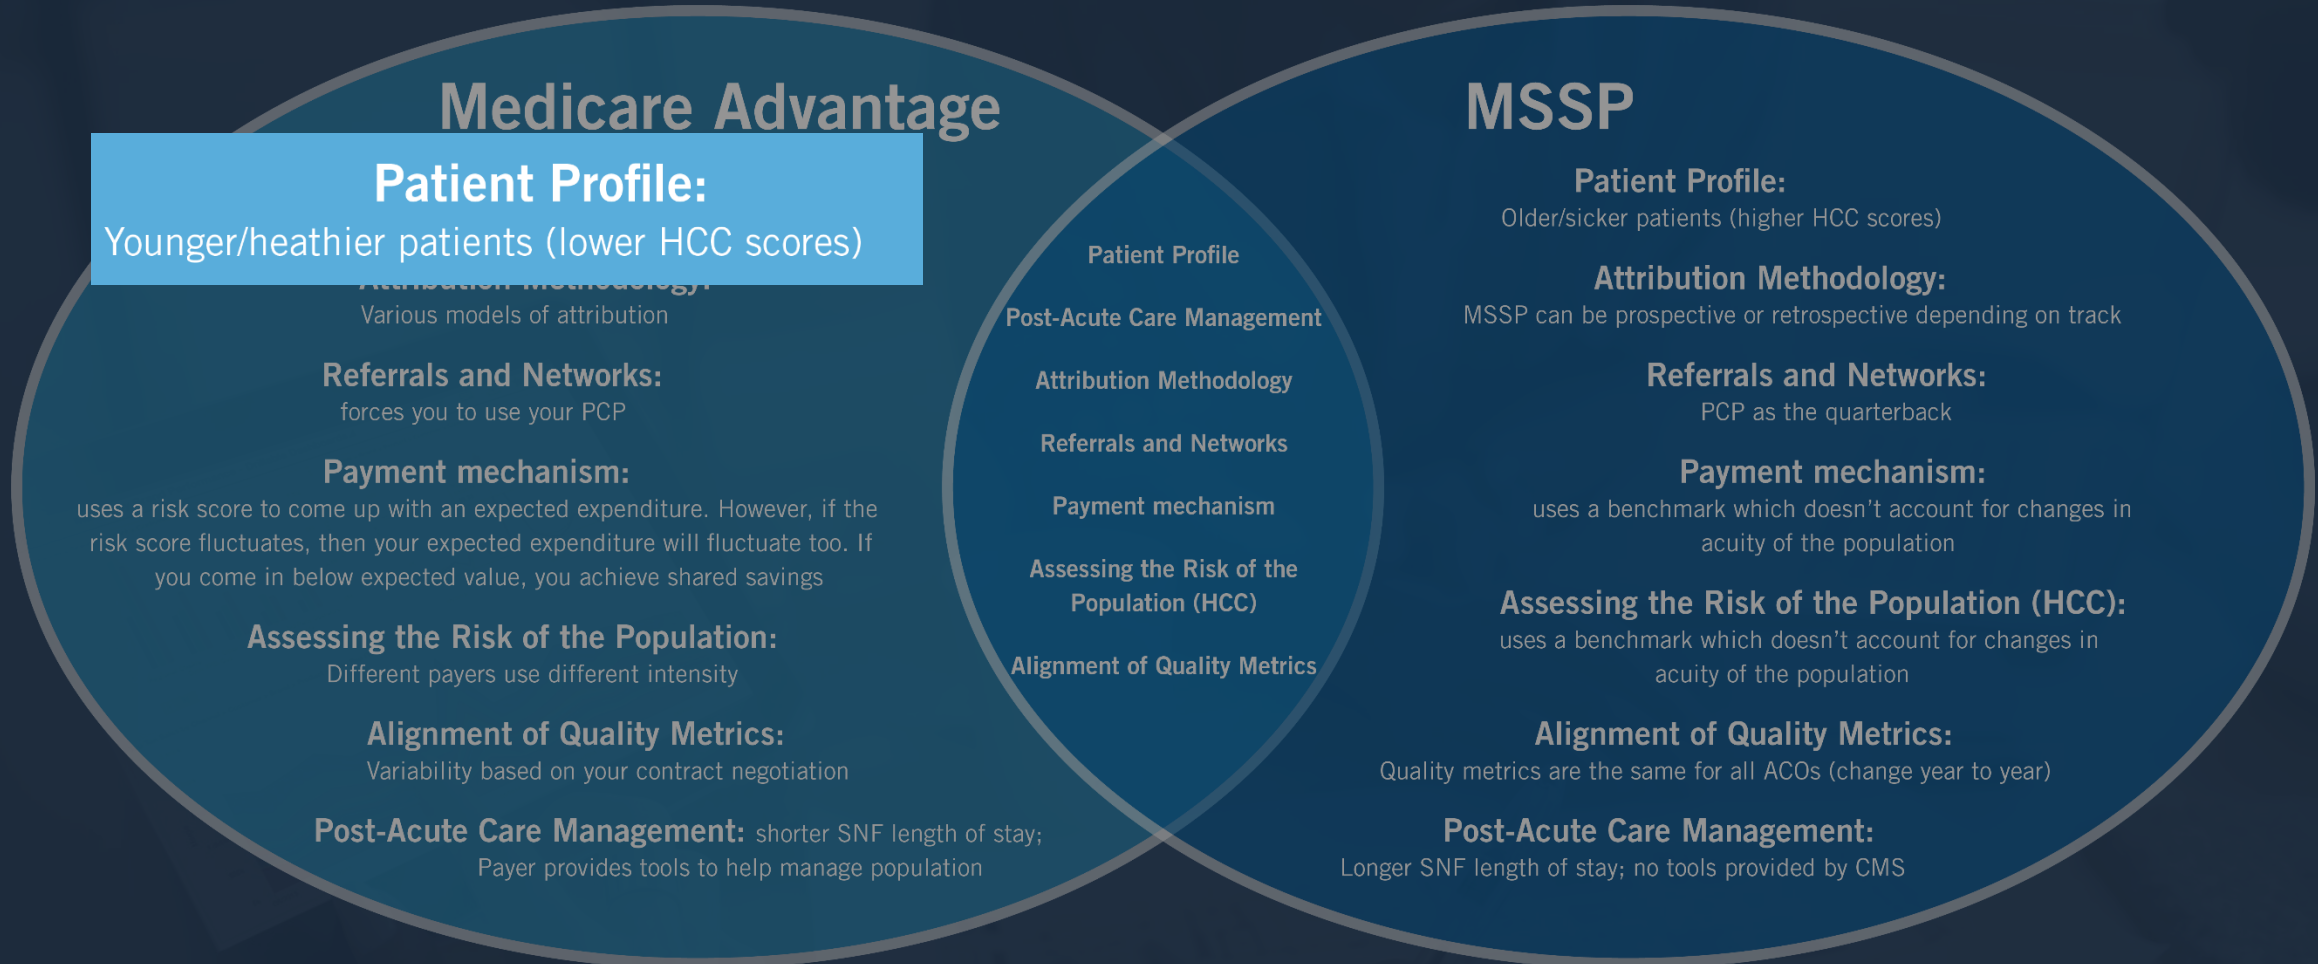 Medicare Advantage
Patient Profile:
Younger/heathier patients (lower HCC scores)
Attribution Methodology:
Various models of attribution
Referrals and Networks:
forces you to use your PCP
Payment mechanism:
uses a risk score to come up with an expected expenditure. However, if the
risk score fluctuates, then your expected expenditure will fluctuate too. If
you come in below expected value, you achieve shared savings
Assessing the Risk of the Population:
Different payers use different intensity
Alignment of Quality Metrics:
Variability based on your contract negotiation
Post-Acute Care Management: shorter SNF length of stay;
Payer provides tools to help manage population
Patient Profile
Post-Acute Care Management
Attribution Methodology
Referrals and Networks
Payment mechanism
Assessing the Risk of the
Population (HCC)
Alignment of Quality Metrics
MSSP
Patient Profile:
Older/sicker patients (higher HCC scores)
Attribution Methodology:
MSSP can be prospective or retrospective depending on track
Referrals and Networks:
PCP as the quarterback
Payment mechanism:
uses a benchmark which doesn't account for changes in
acuity of the population
Assessing the Risk of the Population (HCC):
uses a benchmark which doesn't account for changes in
acuity of the population
Alignment of Quality Metrics:
Quality metrics are the same for all ACOs (change year to year)
Post-Acute Care Management:
Longer SNF length of stay; no tools provided by CMS